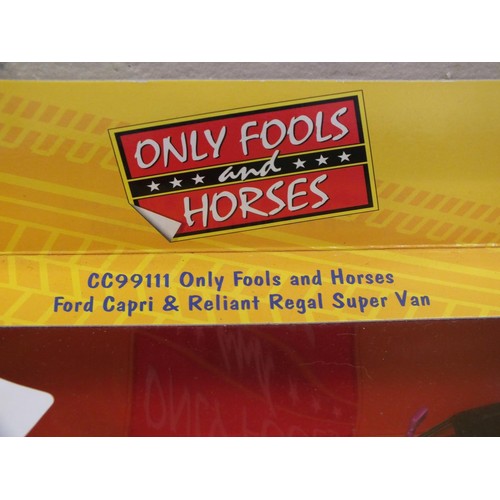 ONLY FOOLS
and
HORSES
CC99111 Only Fools and Horses
Ford Capri & Reliant Regal Super Van